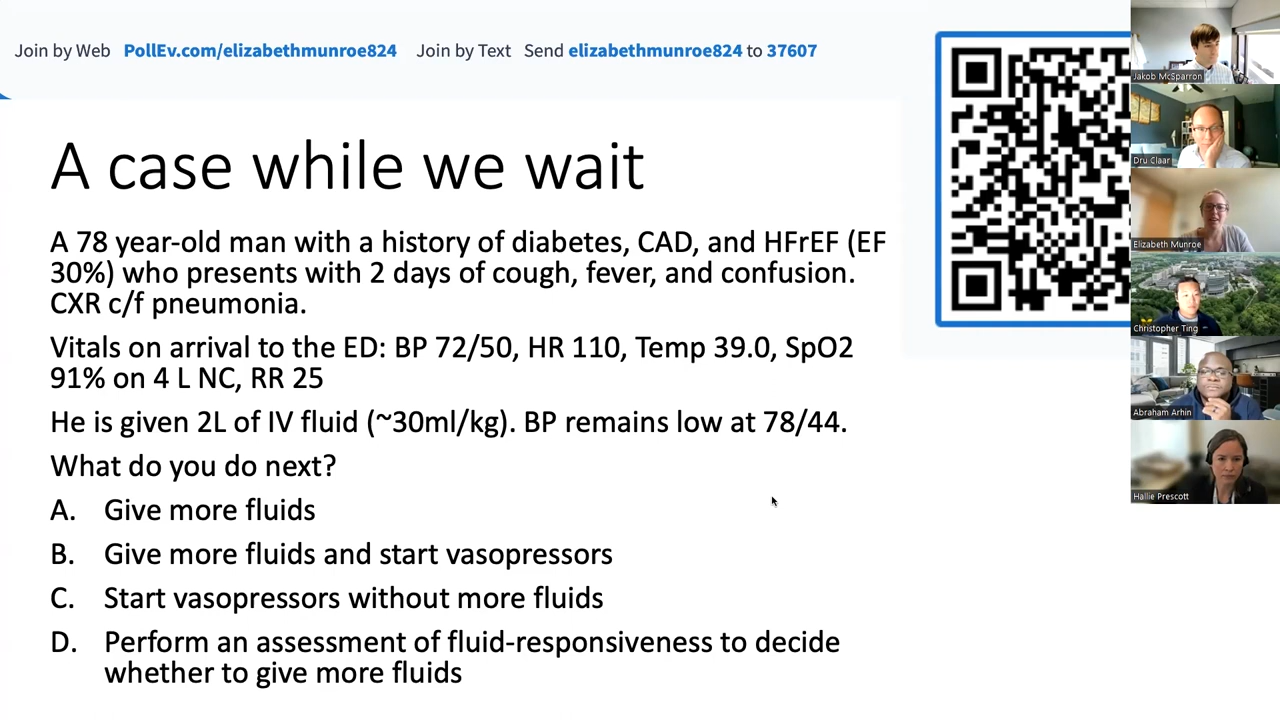 Join by Web PollEv.com/elizabethmunroe824 Join by Text Send elizabethmunroe824 to 37607
A case while we wait
A 78 year-old man with a history of diabetes, CAD, and HFrEF (EF
30%) who presents with 2 days of cough, fever, and confusion.
CXR c/f pneumonia.
Vitals on arrival to the ED: BP 72/50, HR 110, Temp 39.0, SpO2
91% on 4 L NC, RR 25
He is given 2L of IV fluid (~30ml/kg). BP remains low at 78/44.
What do you do next?
A. Give more fluids
B. Give more fluids and start vasopressors
C. Start vasopressors without more fluids
D. Perform an assessment of fluid-responsiveness to decide
whether to give more fluids
Jakob McSparron
Dru Claar
Elizabeth Munroe
Christopher Ting
Abraham Arhin
Hallie Prescott